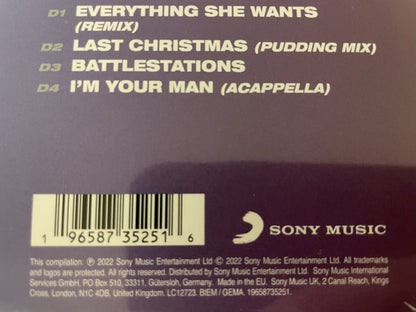 D1 EVERYTHING SHE WANTS
(REMIX)
D2 LAST CHRISTMAS (PUDDING MIX)
D3 BATTLESTATIONS
D4 I'M YOUR MAN (ACAPPELLA)
1 96587 35251 6
SONY MUSIC
This compilation: Ⓟ 2022 Sony Music Entertainment Ltd © 2022 Sony Music Entertainment Ltd. All trademarks
and logos are protected. All rights reserved. Distributed by Sony Music Entertainment. Sony Music International
Services GmbH, PO Box 510, 33311, Gütersloh, Germany. Made in the EU. Sony Music UK, 2 Canal Reach, Kings
Cross, London, N1C 4DB, United Kingdom. LC12723. BIEM / GEMA. 19658735251.